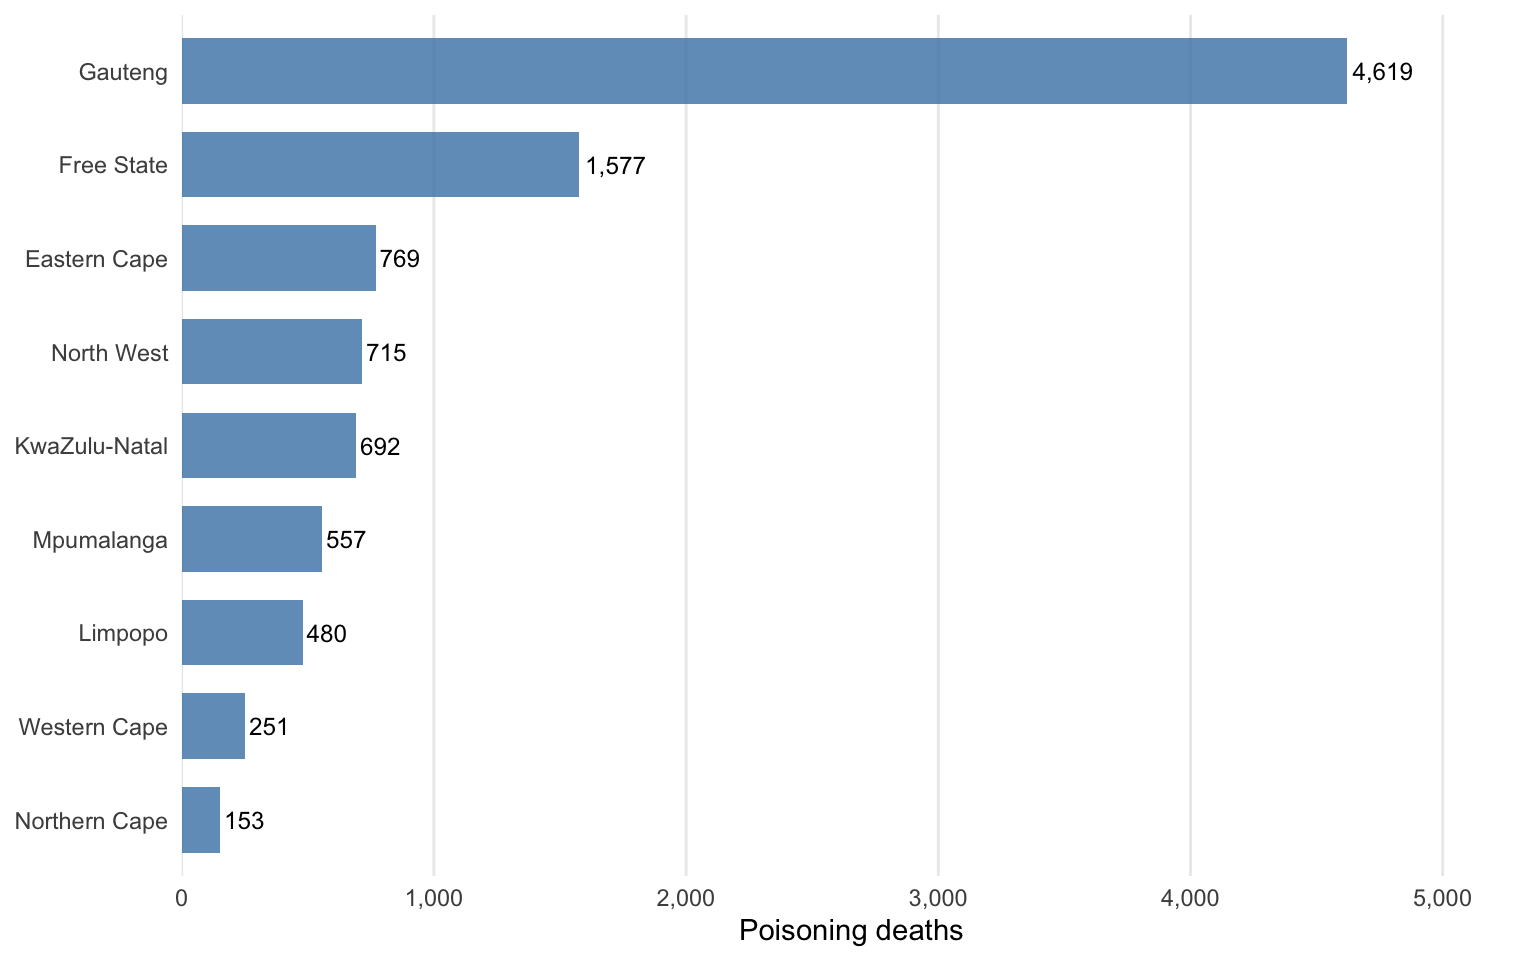 Gauteng 4,619
Free State 1,577
Eastern Cape 769
North West 715
KwaZulu-Natal 692
Mpumalanga 557
Limpopo 480
Western Cape 251
Northern Cape 153
0 1,000 2,000 3,000 4,000 5,000
Poisoning deaths